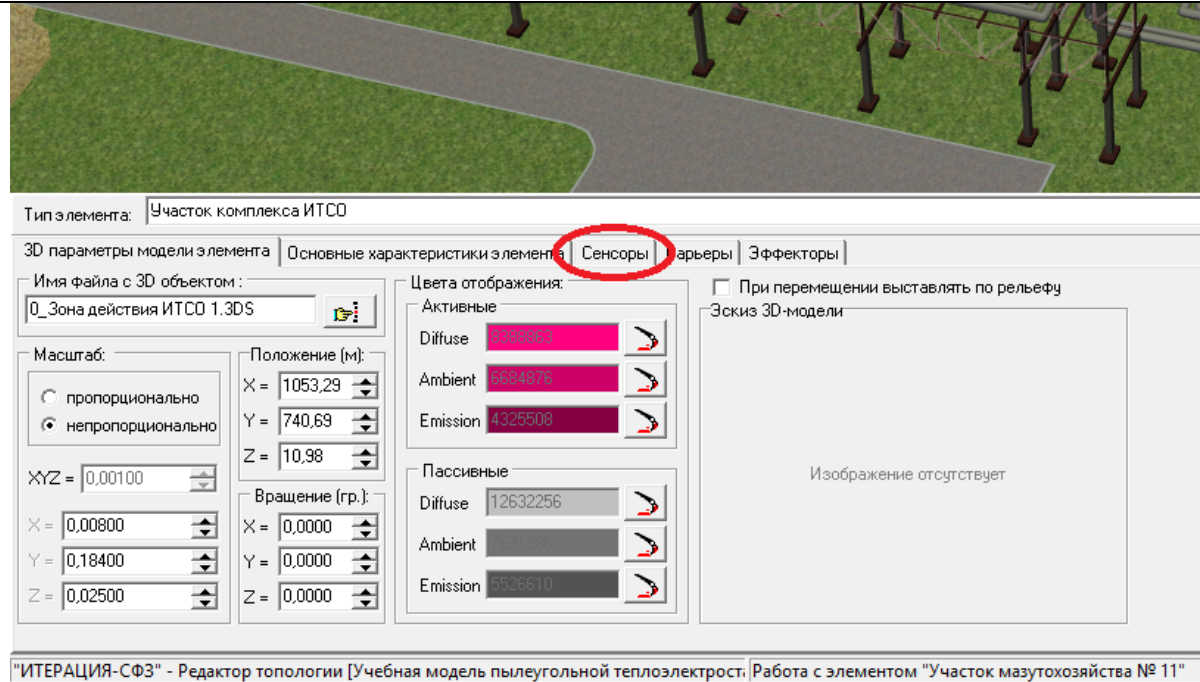 Тип элемента: Участок комплекса ИТСО
3D параметры модели элемента Основные характеристики элемента Сенсоры Барьеры Эффекторы
Имя файла с 3D объектом :
0_Зона действия ИТСО 1.3DS
Масштаб:
пропорционально
непропорционально
XYZ = 0,00100
X = 0,00800
Y = 0,18400
Z = 0,02500
Положение (м):
X = 1053,29
Y = 740,69
Z = 10,98
Вращение (гр.):
X = 0,0000
Y = 0,0000
Z = 0,0000
Цвета отображения:
Активные
Diffuse 8388863
Ambient 6684876
Emission 4325508
Пассивные
Diffuse 12632256
Ambient
Emission 5526610
При перемещении выставлять по рельефу
Эскиз 3D-модели
Изображение отсутствует
"ИТЕРАЦИЯ-СФЗ" - Редактор топологии [Учебная модель пылеугольной теплоэлектрост Работа с элементом "Участок мазутохозяйства № 11"